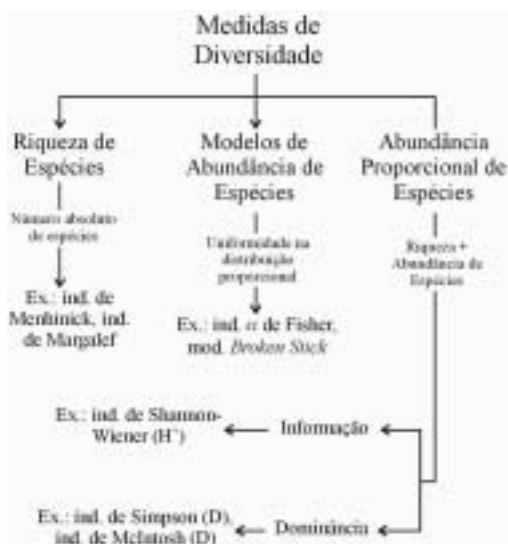 Medidas de
Diversidade
Riqueza de
Espécies
Modelos de
Abundância de
Espécies
Abundância
Proporcional de
Espécies
Número absoluto
de espécies
Uniformidade na
distribuição
proporcional
Riqueza +
Abundância de
Espécies
Ex.: ind. de
Menhinick, ind.
de Margalef
Ex.: ind. α de Fisher,
mod. Broken Stick
Ex.: ind. de Shannon-
Wiener (H')
Informação
Ex.: ind. de Simpson (D),
ind. de McIntosh (D)
Dominância